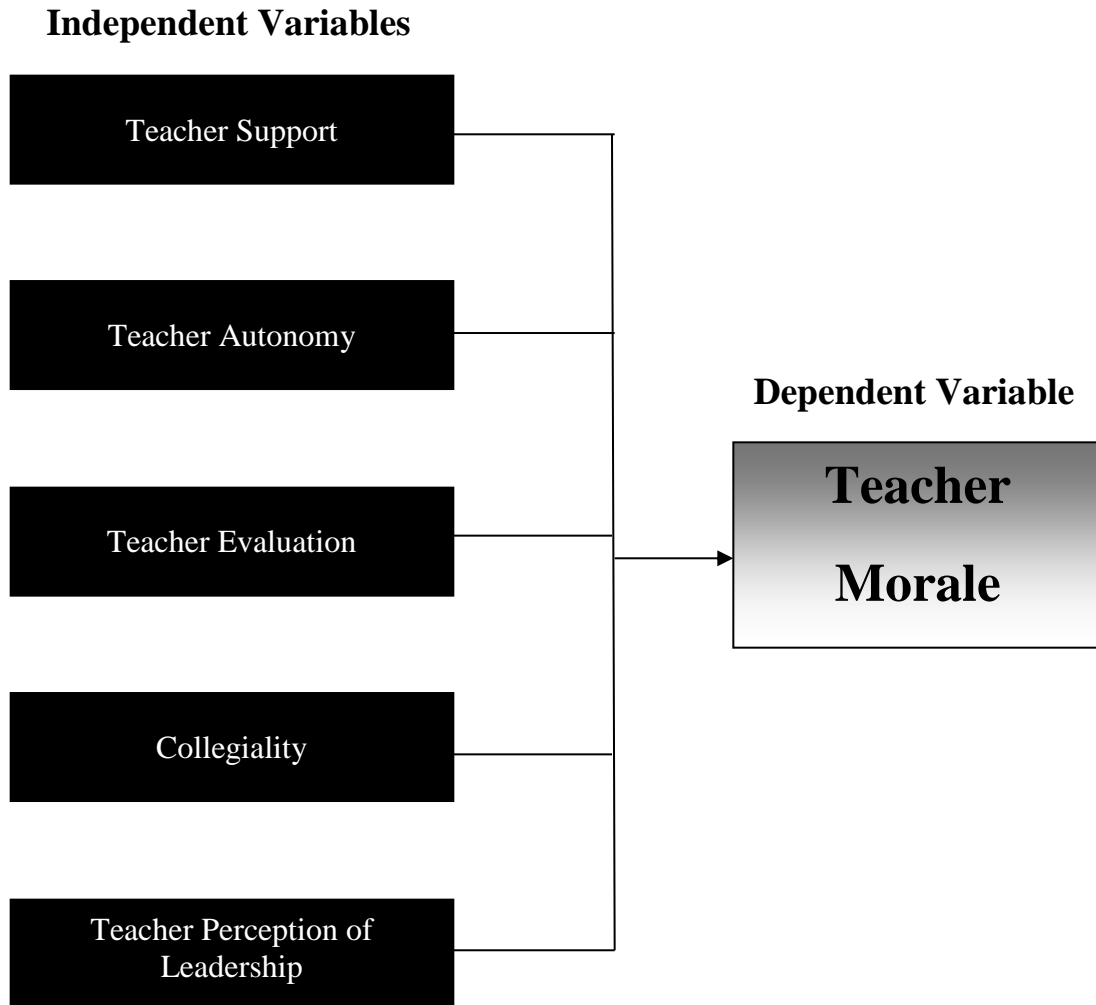 Independent Variables
Teacher Support
Teacher Autonomy
Teacher Evaluation
Collegiality
Teacher Perception of
Leadership
Dependent Variable
Teacher
Morale